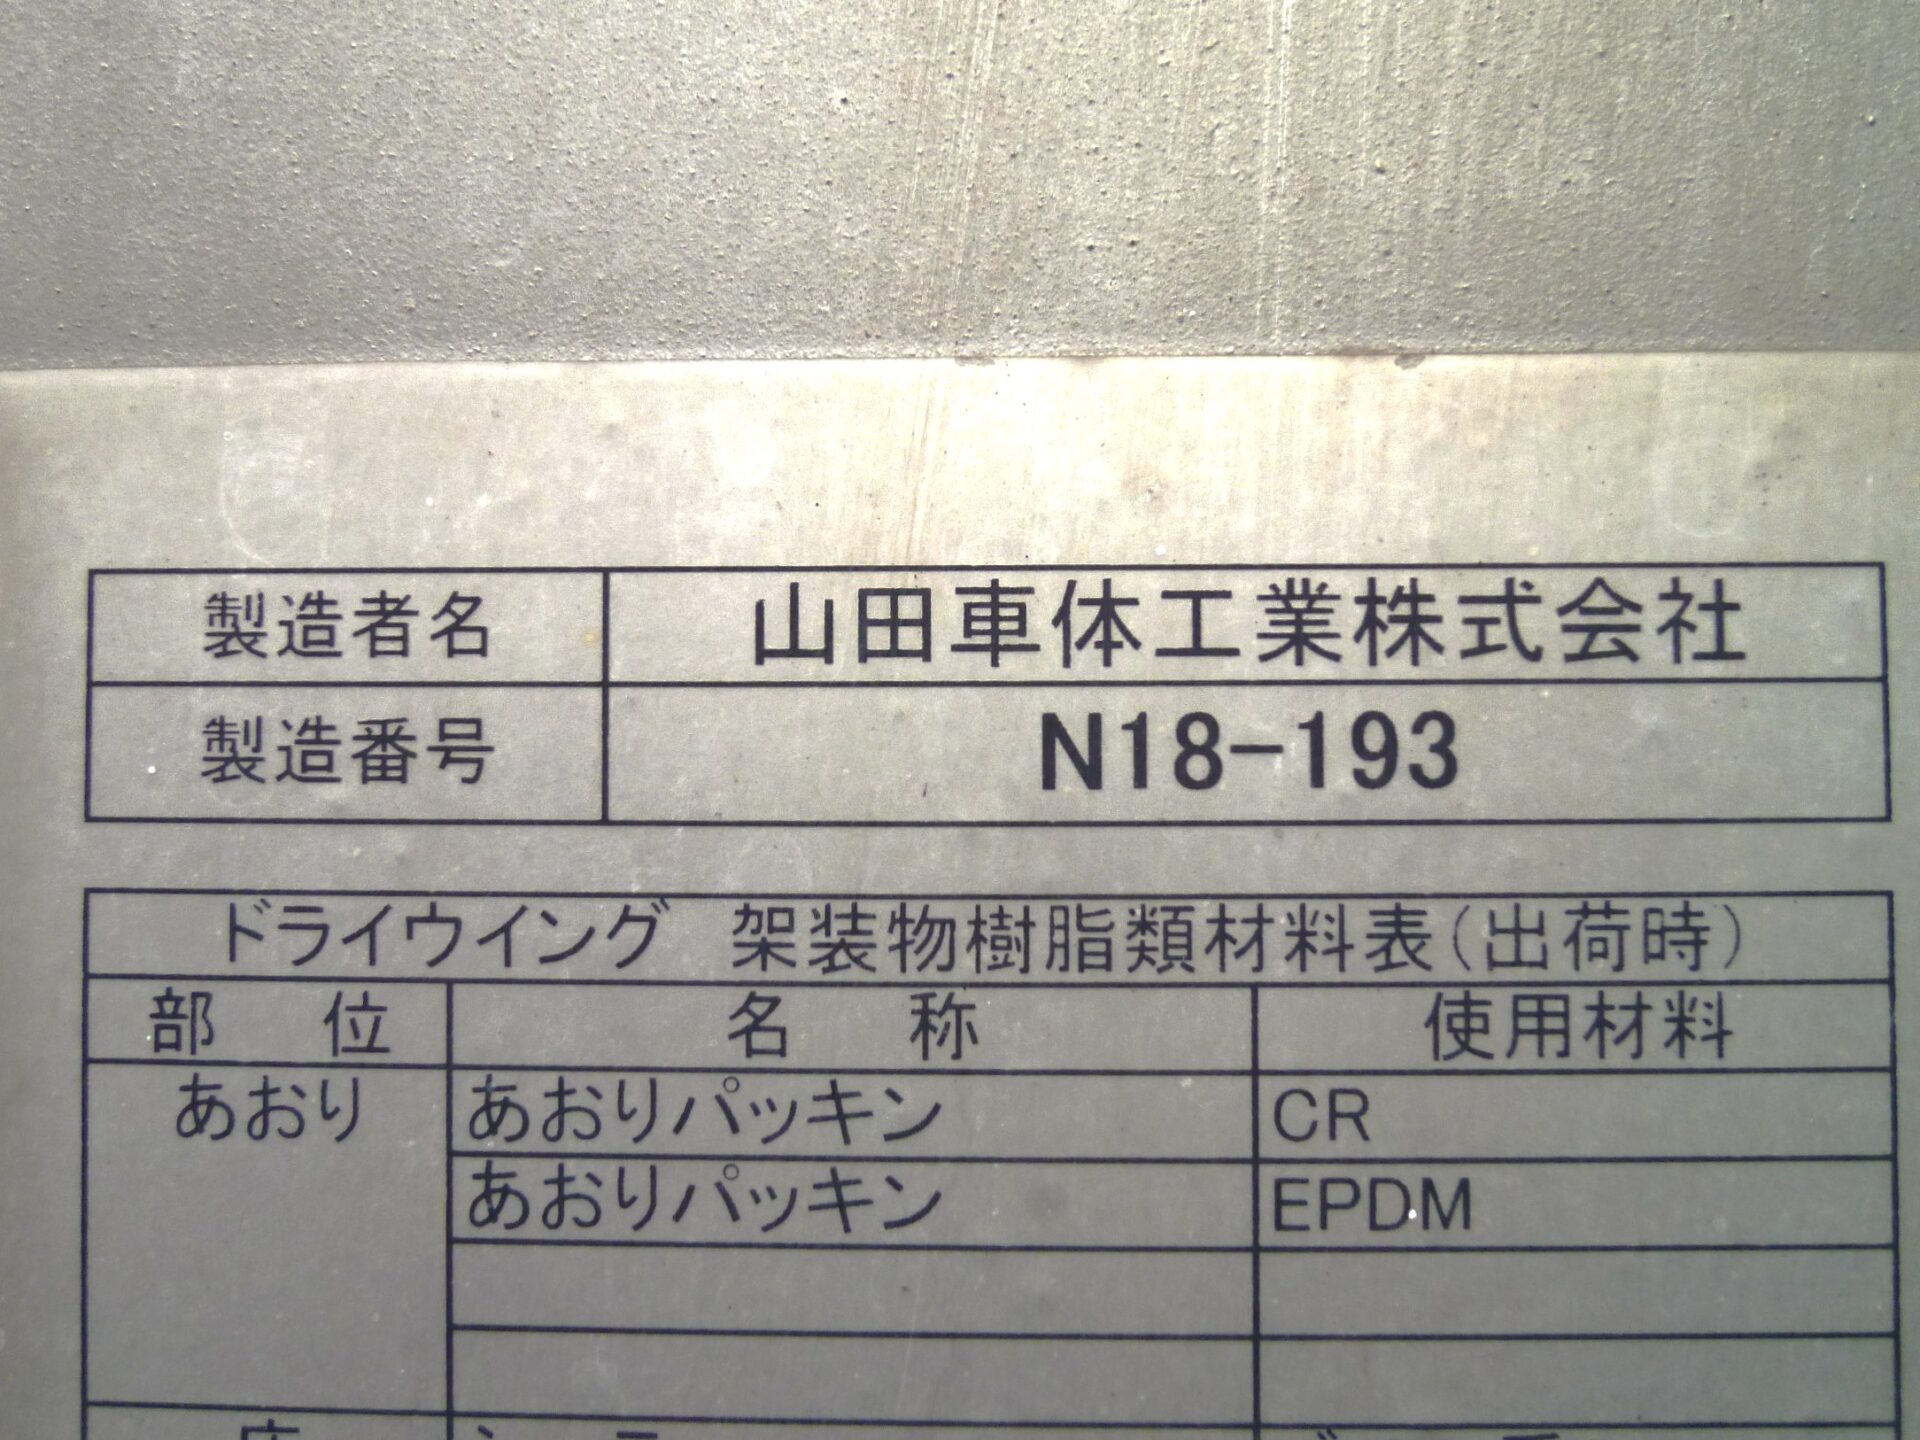 製造者名 山田車体工業株式会社
製造番号 N18-193
ドライウイング 架装物樹脂類材料表(出荷時)
部 位 名 称 使用材料
あおり あおりパッキン CR
あおりパッキン EPDM